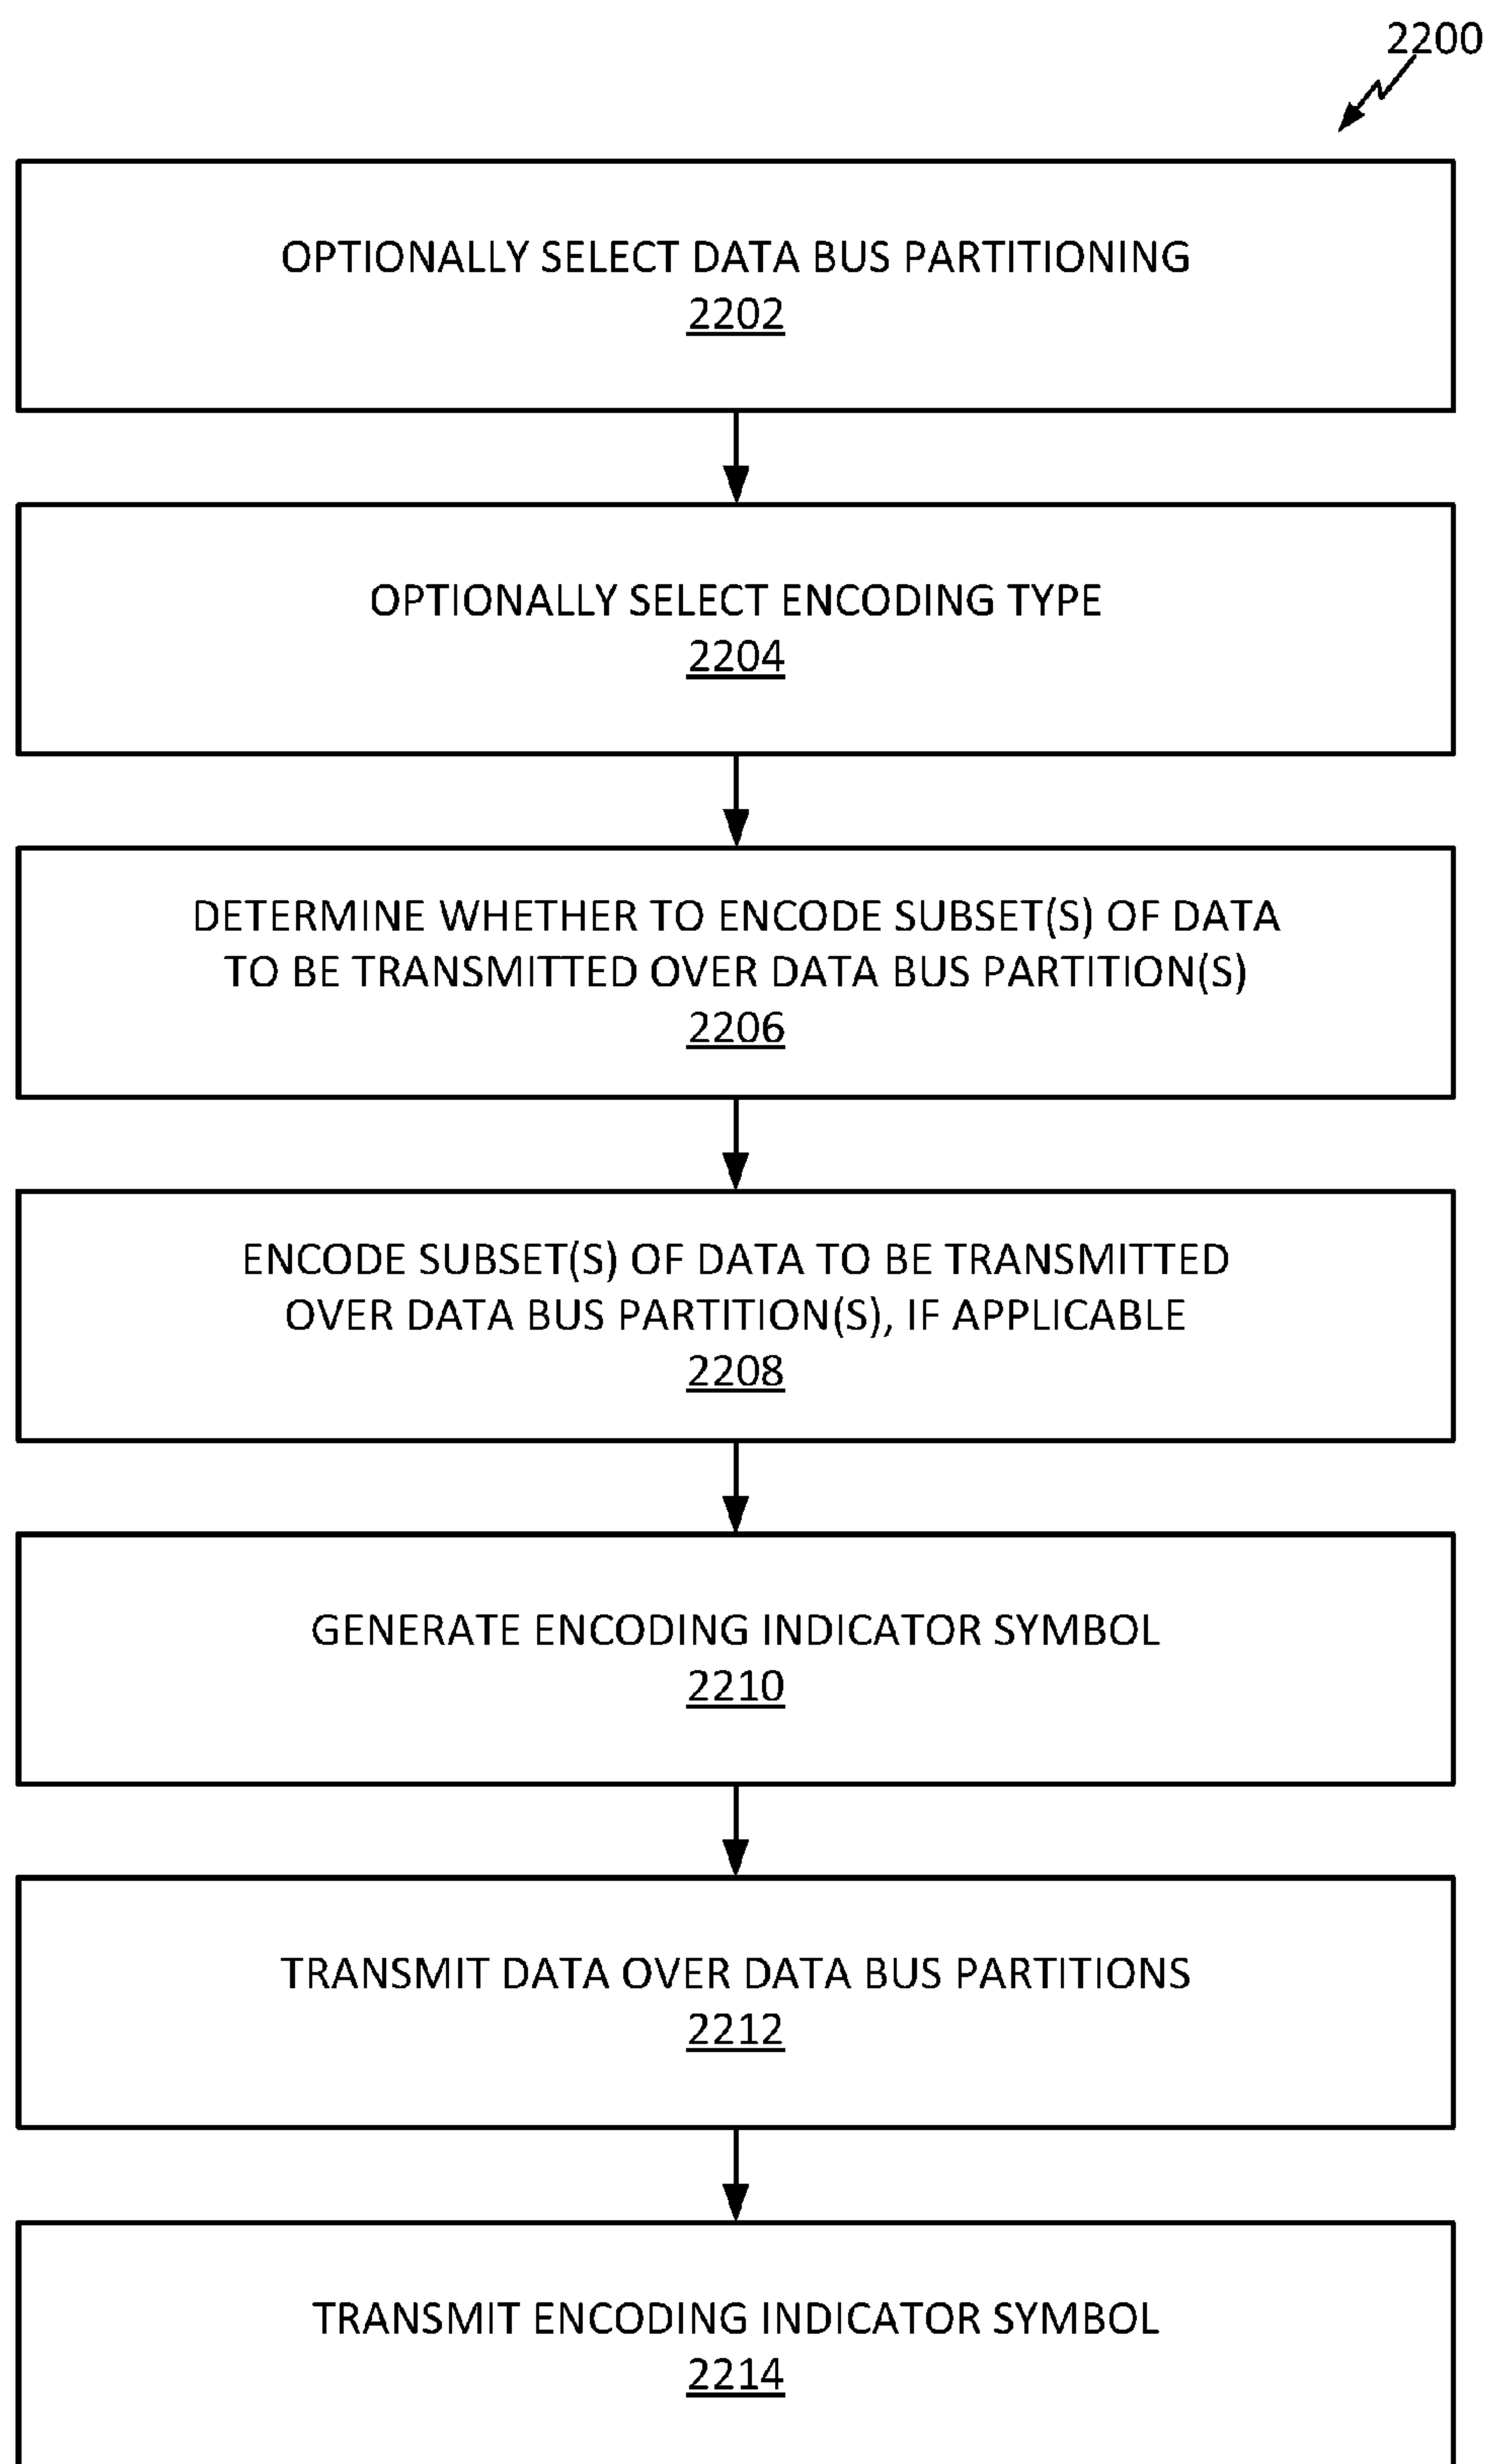 2200
OPTIONALLY SELECT DATA BUS PARTITIONING
2202
OPTIONALLY SELECT ENCODING TYPE
2204
DETERMINE WHETHER TO ENCODE SUBSET(S) OF DATA
TO BE TRANSMITTED OVER DATA BUS PARTITION(S)
2206
ENCODE SUBSET(S) OF DATA TO BE TRANSMITTED
OVER DATA BUS PARTITION(S), IF APPLICABLE
2208
GENERATE ENCODING INDICATOR SYMBOL
2210
TRANSMIT DATA OVER DATA BUS PARTITIONS
2212
TRANSMIT ENCODING INDICATOR SYMBOL
2214